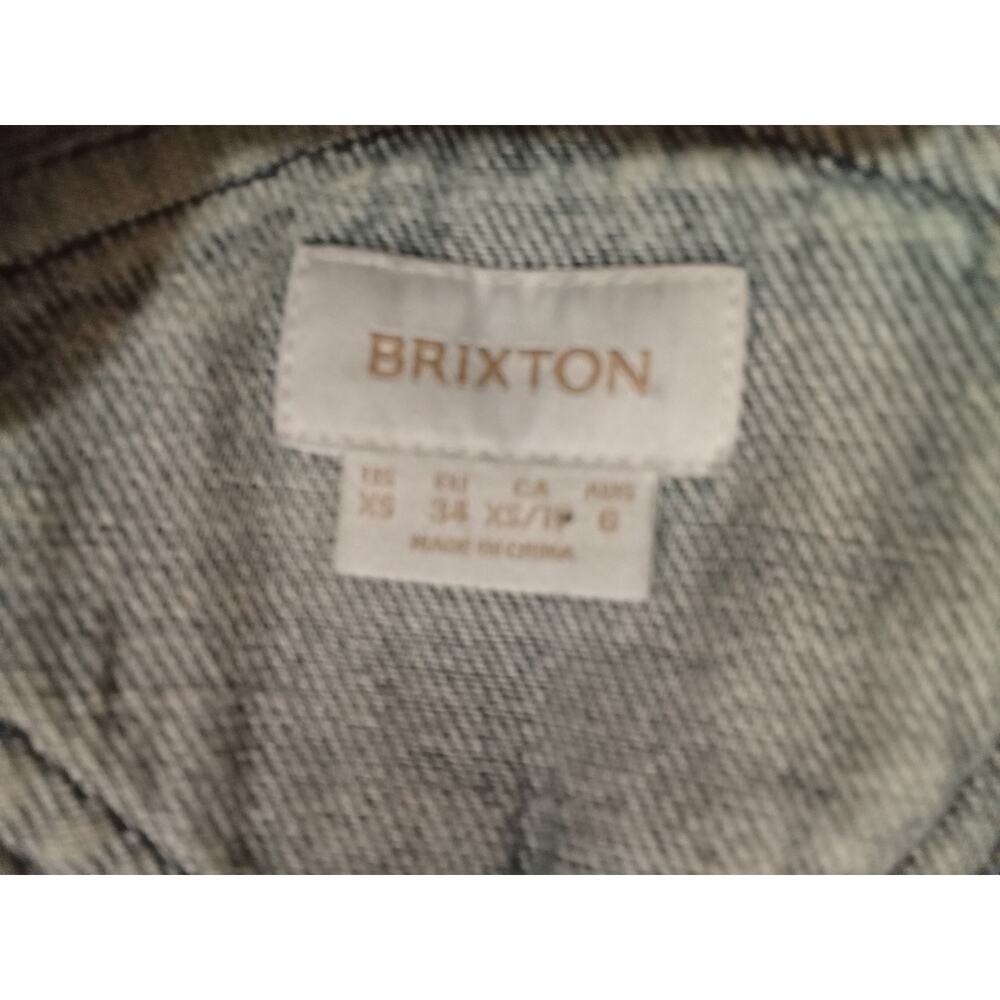 BRIXTON
US EU CA AUS
XS 34 XS/TP 6
MADE IN CHINA